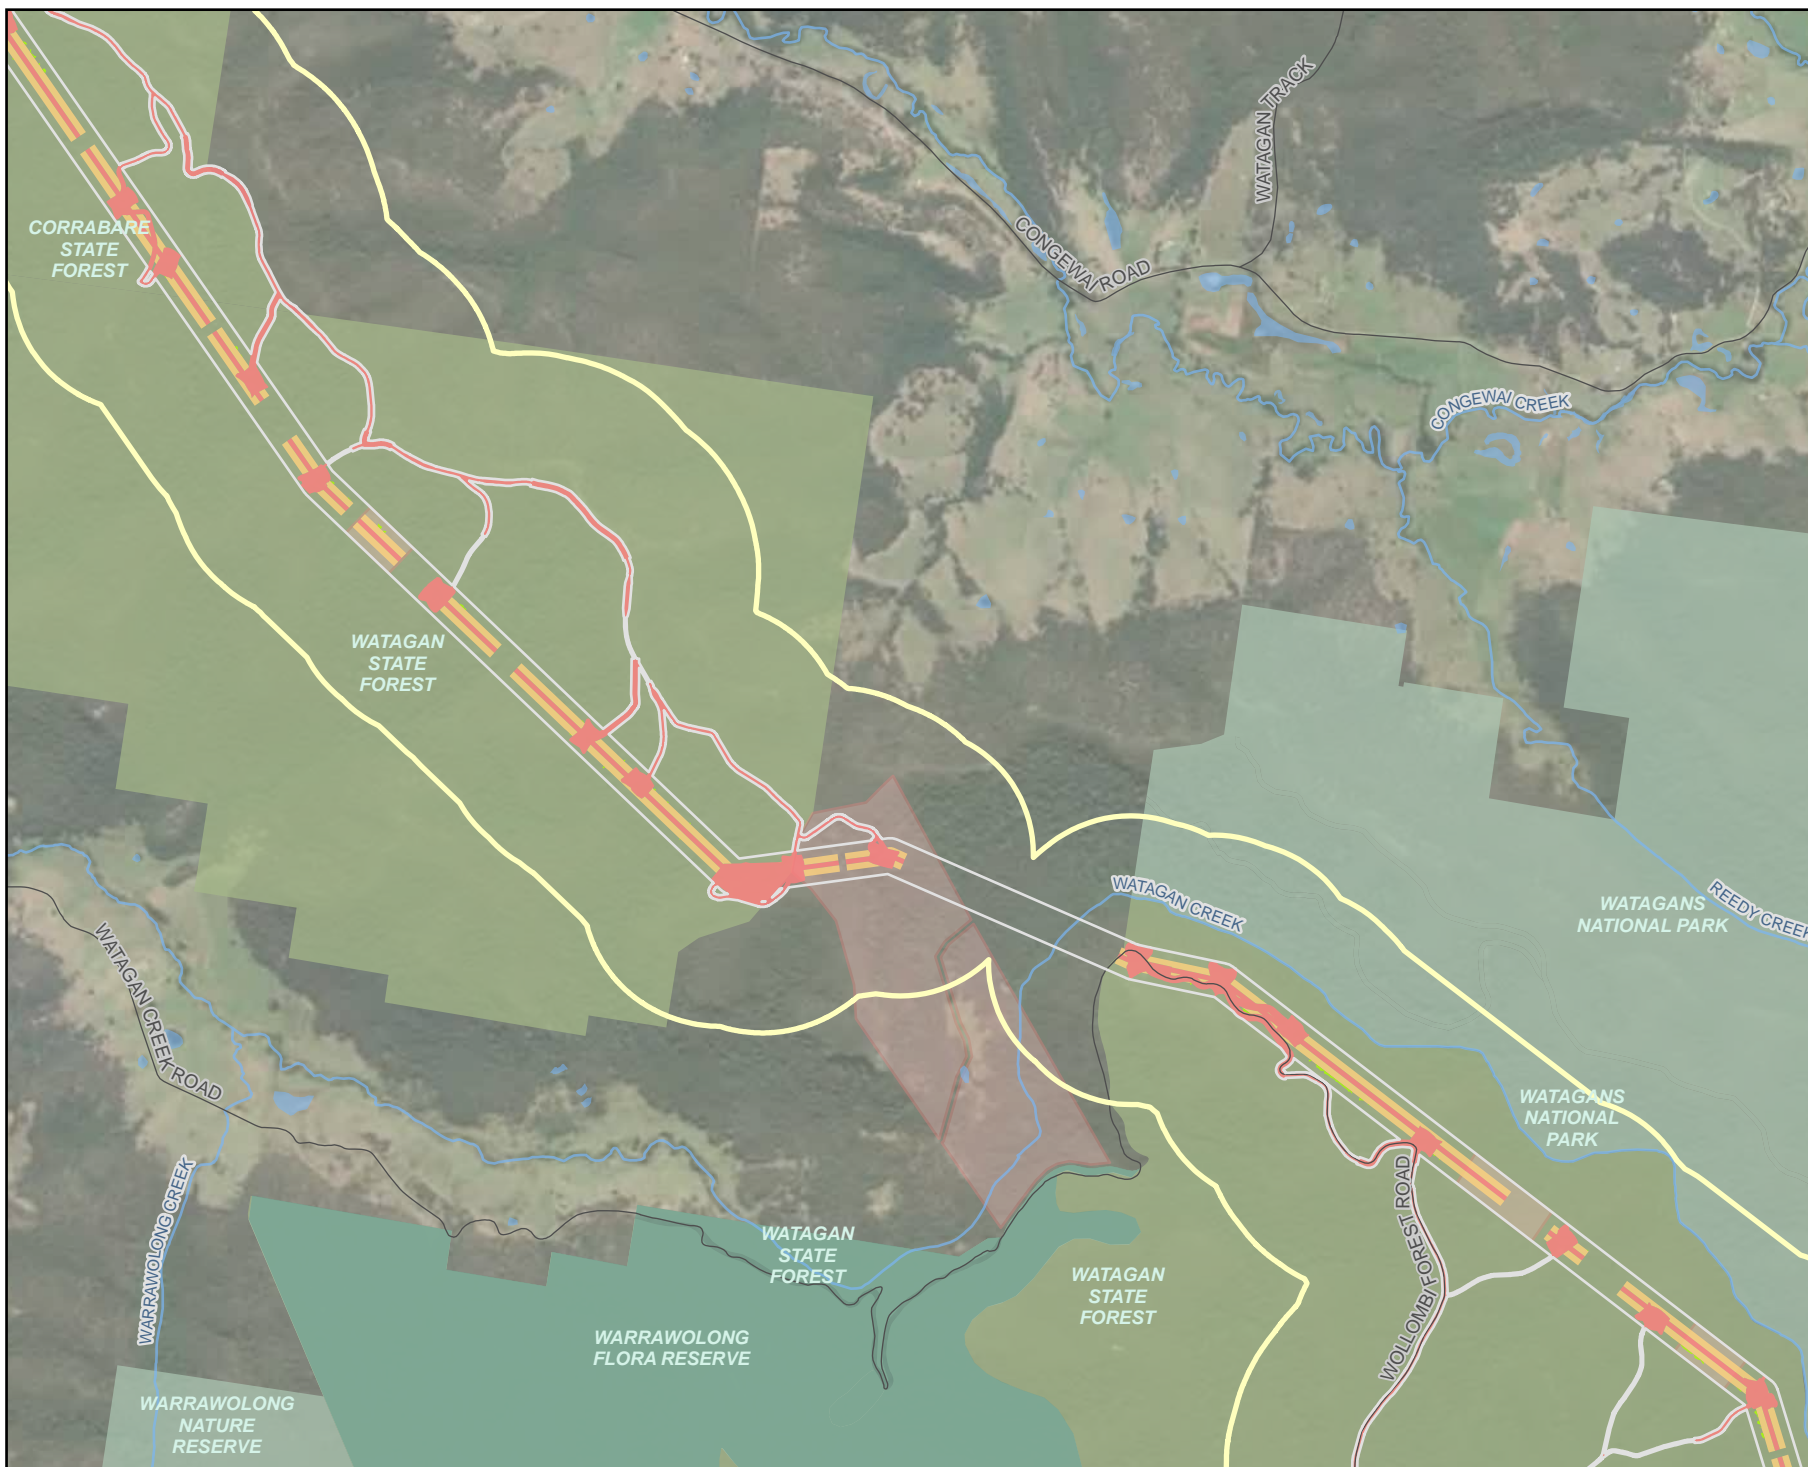 WATAGAN TRACK
CORRABARE
STATE
FOREST
CONGEWAI ROAD
CONGEWAI CREEK
WATAGAN
STATE
FOREST
WATAGAN CREEK
WATAGANS
NATIONAL PARK
REEDY CREEK
WATAGAN CREEK ROAD
WATAGANS
NATIONAL
PARK
WARRAWOLONG CREEK
WOLLOMBI FOREST ROAD
WATAGAN
STATE
FOREST
WATAGAN
STATE
FOREST
WARRAWOLONG
FLORA RESERVE
WARRAWOLONG
NATURE
RESERVE